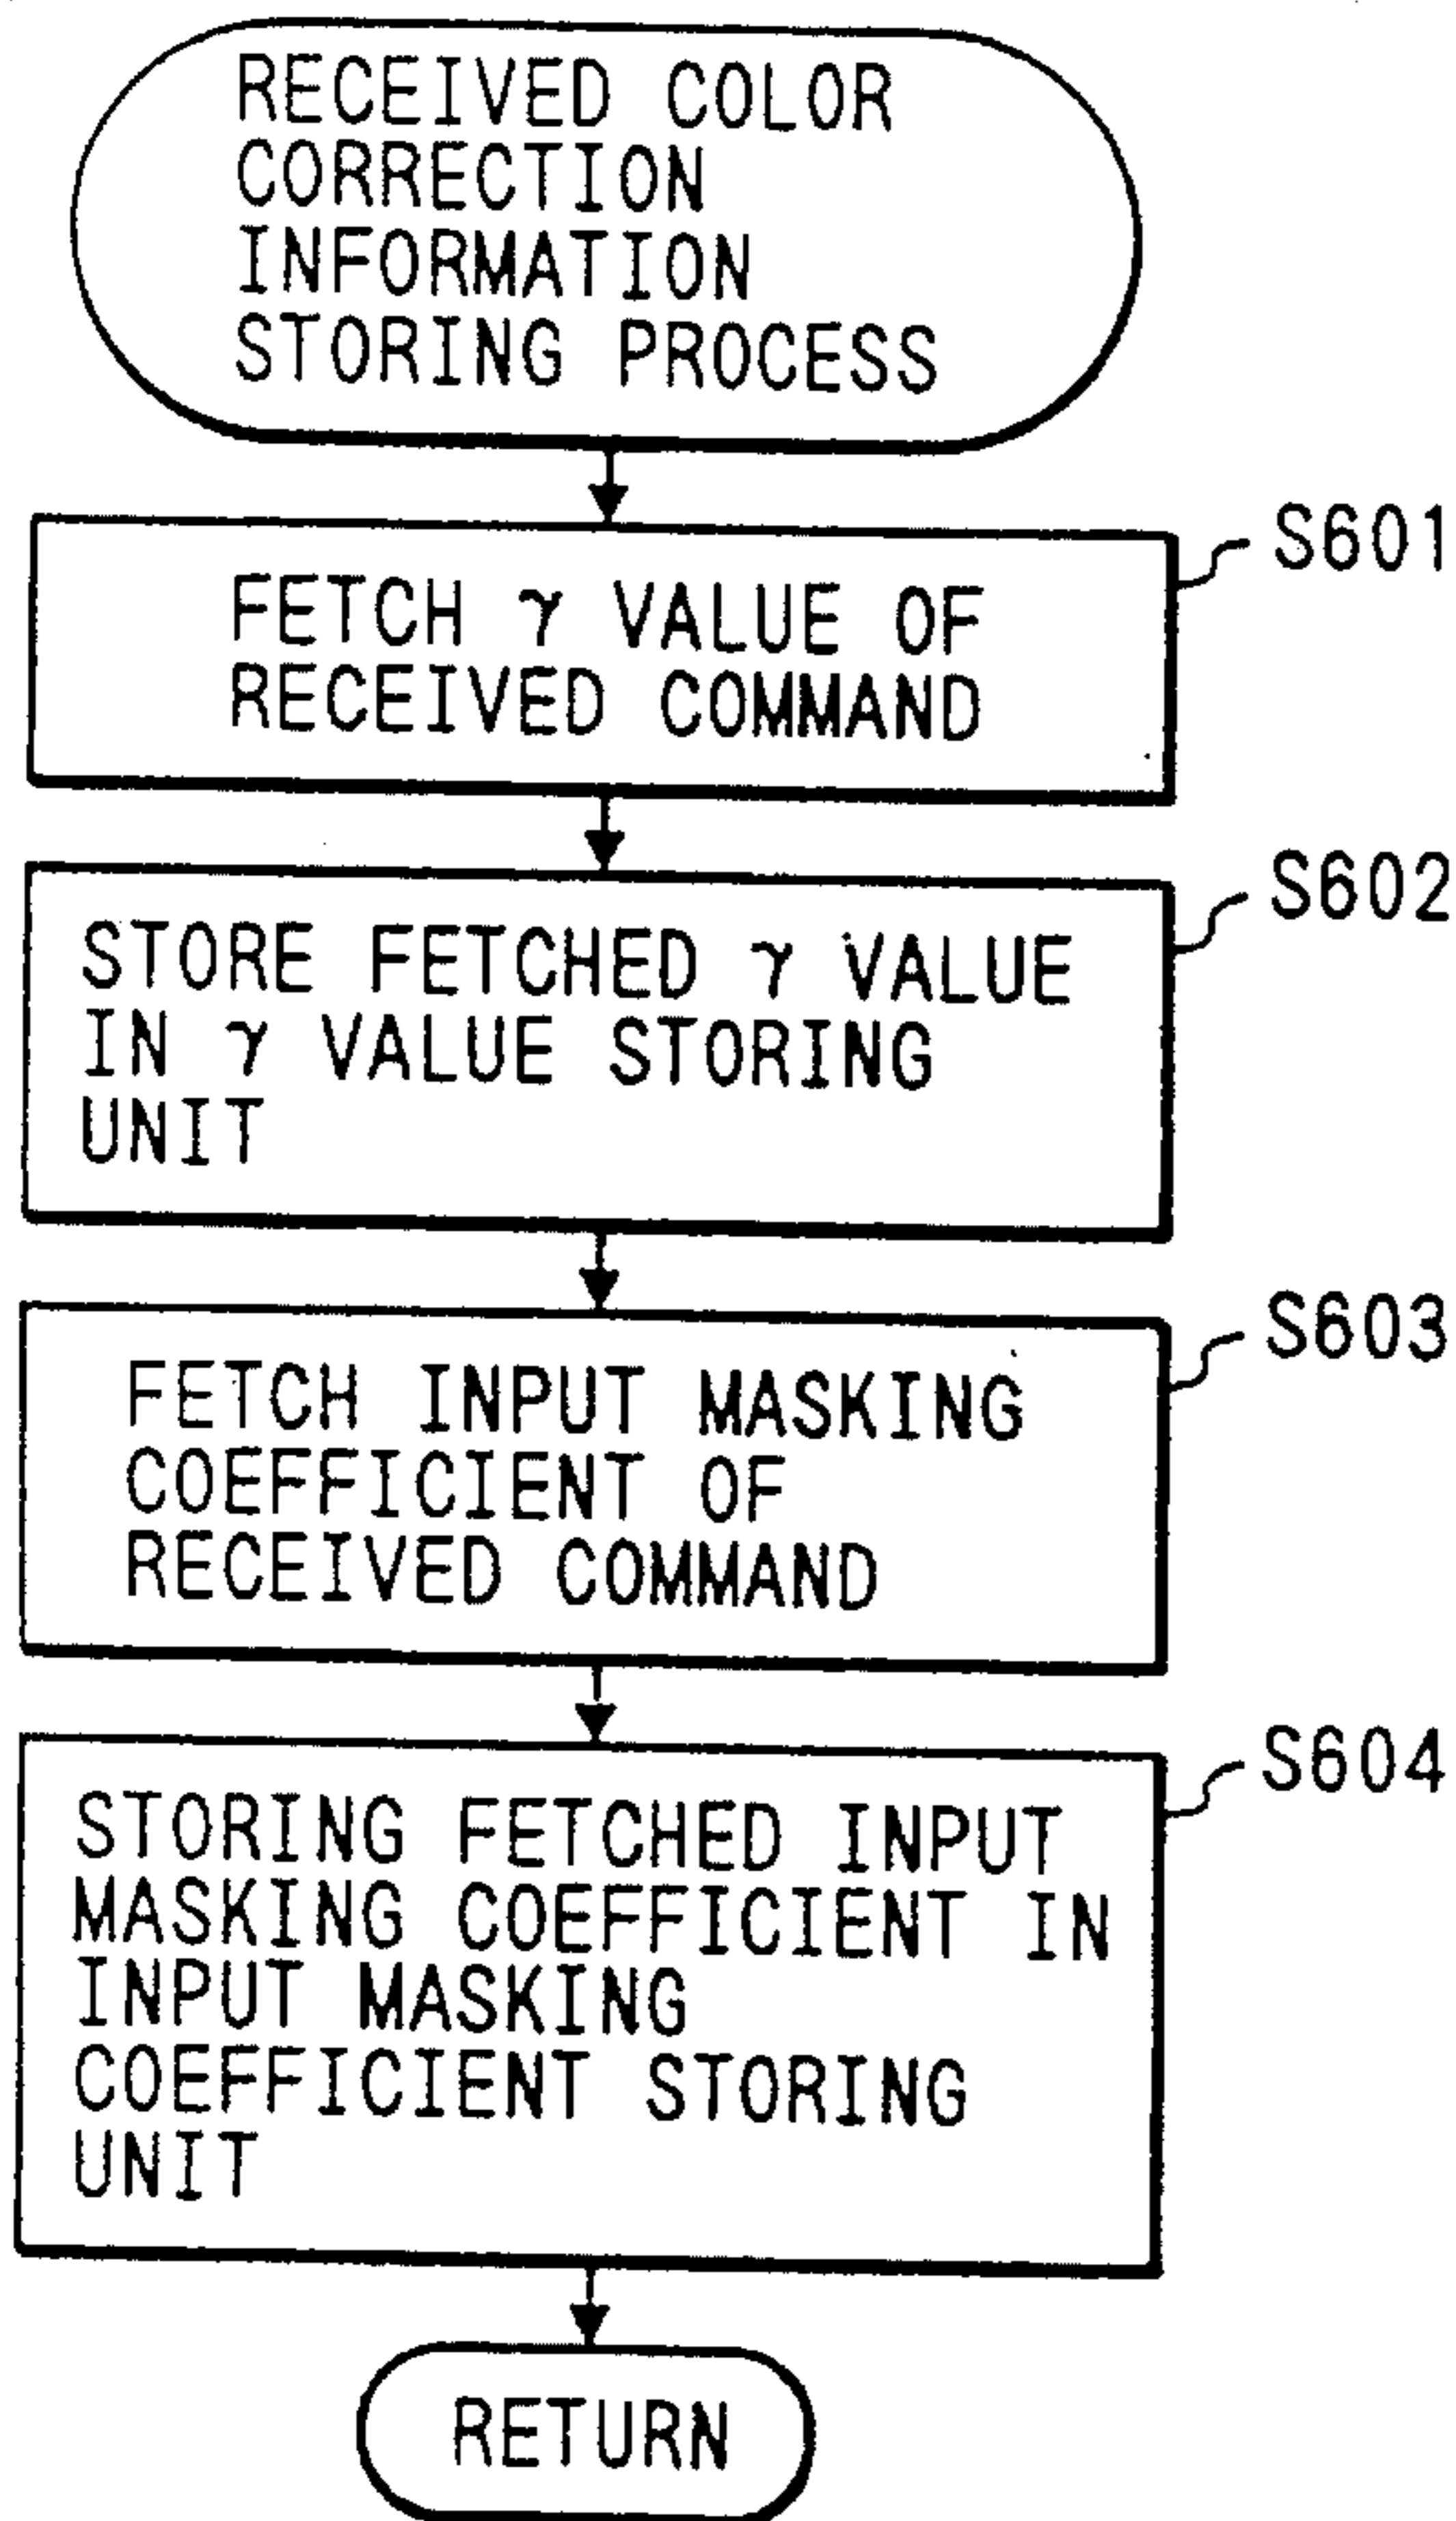 RECEIVED COLOR
CORRECTION
INFORMATION
STORING PROCESS
S601
FETCH γ VALUE OF
RECEIVED COMMAND
S602
STORE FETCHED γ VALUE
IN γ VALUE STORING
UNIT
S603
FETCH INPUT MASKING
COEFFICIENT OF
RECEIVED COMMAND
S604
STORING FETCHED INPUT
MASKING COEFFICIENT IN
INPUT MASKING
COEFFICIENT STORING
UNIT
RETURN